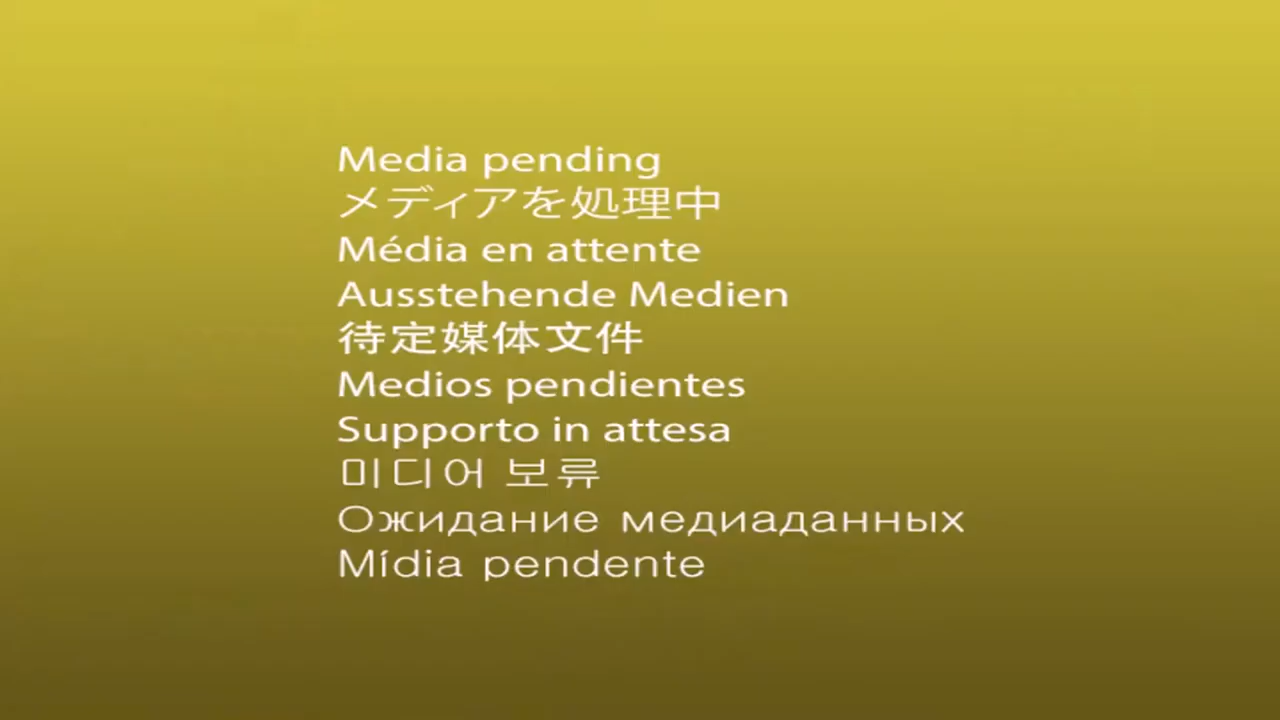 Media pending
メディアを処理中
Média en attente
Ausstehende Medien
待定媒体文件
Medios pendientes
Supporto in attesa
미디어 보류
Ожидание медиаданных
Mídia pendente